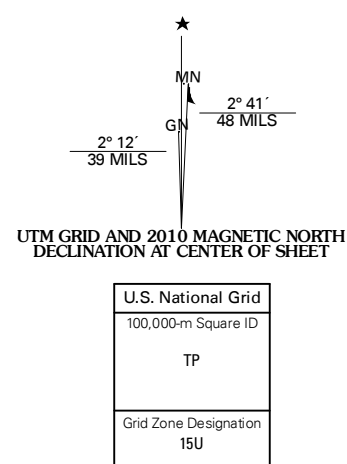 MN
GN
2° 41´
48 MILS
2° 12´
39 MILS
UTM GRID AND 2010 MAGNETIC NORTH
DECLINATION AT CENTER OF SHEET
U.S. National Grid
100,000-m Square ID
TP
Grid Zone Designation
15U